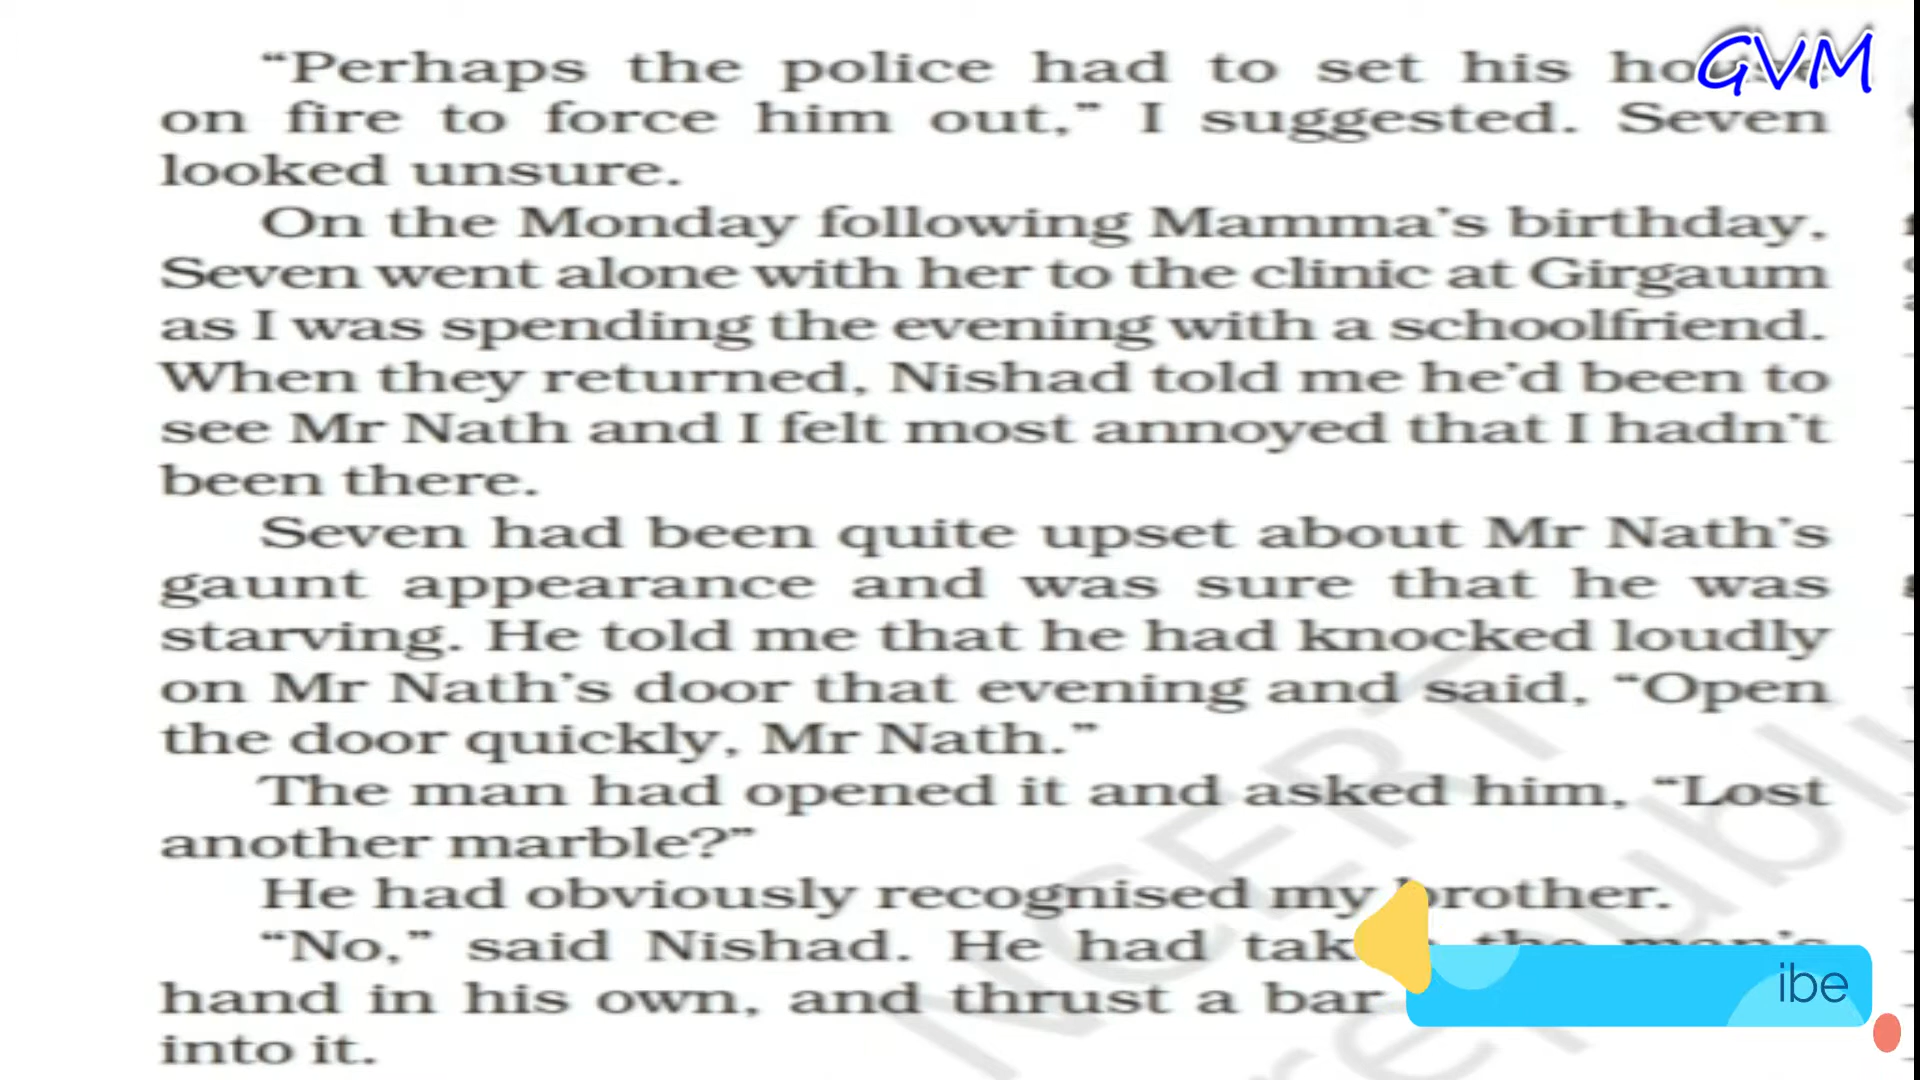 “Perhaps the police had to set his
GVM
on fire to force him out,” I suggested. Seven
looked unsure.
On the Monday following Mamma’s birthday,
Seven went alone with her to the clinic at Girgaum
as I was spending the evening with a schoolfriend.
When they returned, Nishad told me he’d been to
see Mr Nath and I felt most annoyed that I hadn’t
been there.
Seven had been quite upset about Mr Nath’s
gaunt appearance and was sure that he was
starving. He told me that he had knocked loudly
on Mr Nath’s door that evening and said, “Open
the door quickly, Mr Nath.”
The man had opened it and asked him, “Lost
another marble?”
He had obviously recognised my brother.
“No,” said Nishad. He had the man’s
hand in his own, and thrust a bar
into it.
ibe
NCERT